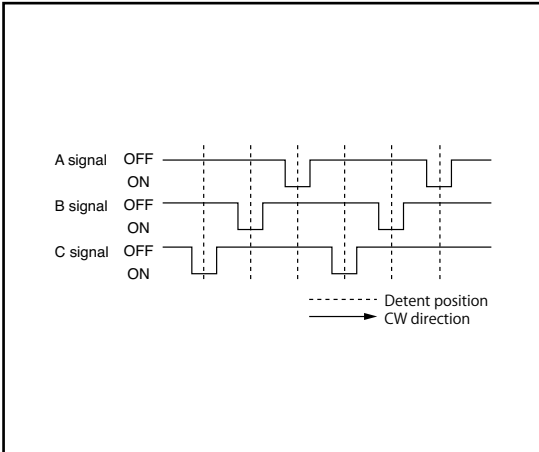 A signal OFF
ON
B signal OFF
ON
C signal OFF
ON
Detent position
CW direction